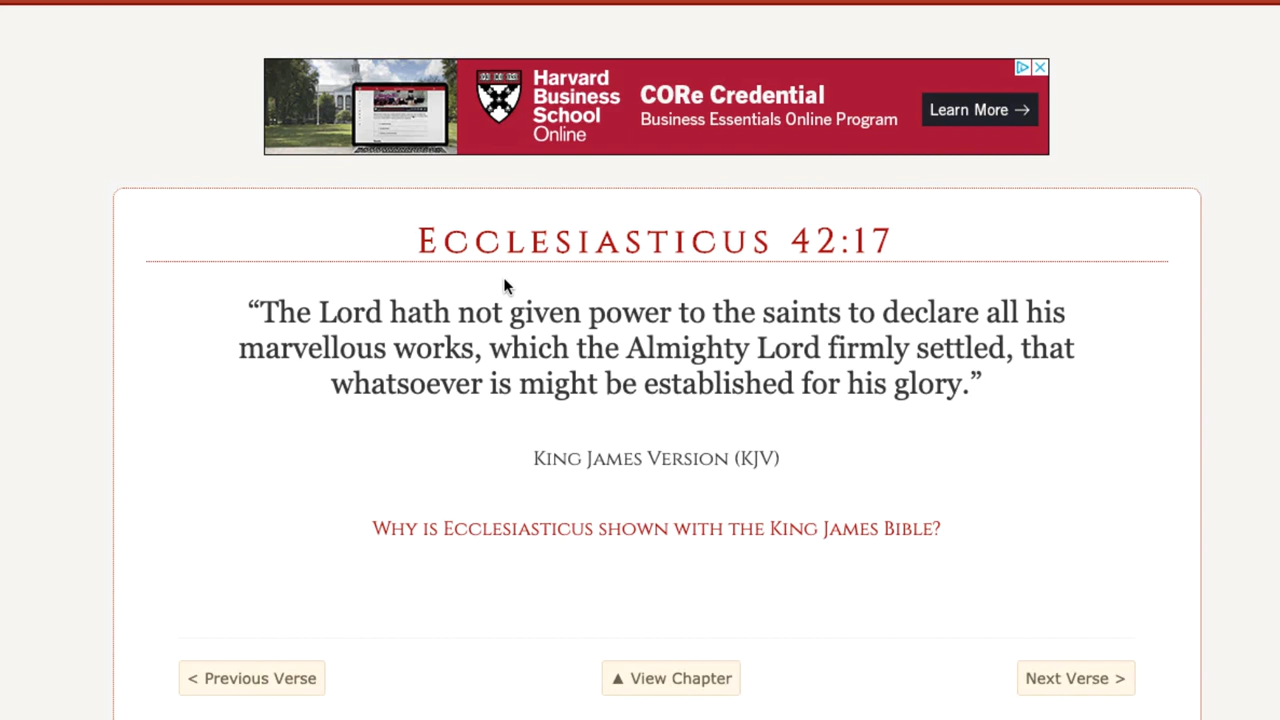 Harvard
Business
School
Online
CORe Credential
Business Essentials Online Program
Learn More →
Ecclesiasticus 42:17
“The Lord hath not given power to the saints to declare all his
marvellous works, which the Almighty Lord firmly settled, that
whatsoever is might be established for his glory.”
King James Version (KJV)
Why is Ecclesiasticus shown with the King James Bible?
< Previous Verse
▲ View Chapter
Next Verse >